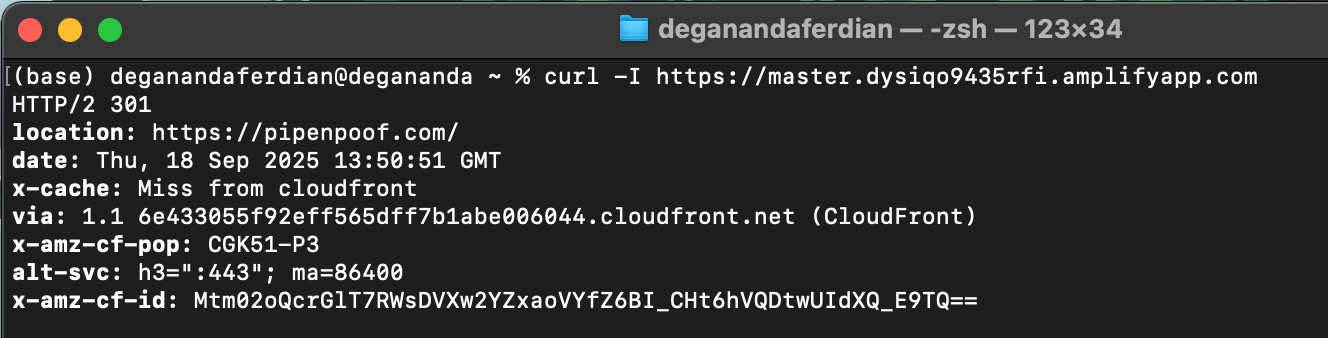 deganandaferdian — -zsh — 123×34
[(base) deganandaferdian@degananda ~ % curl -I https://master.dysiqo9435rfi.amplifyapp.com
HTTP/2 301
location: https://pipenpoof.com/
date: Thu, 18 Sep 2025 13:50:51 GMT
x-cache: Miss from cloudfront
via: 1.1 6e433055f92eff565dff7b1abe006044.cloudfront.net (CloudFront)
x-amz-cf-pop: CGK51-P3
alt-svc: h3=":443"; ma=86400
x-amz-cf-id: Mtm02oQcrGlT7RWsDVXw2YZxaoVYfZ6BI_CHt6hVQDtwUIdXQ_E9TQ==